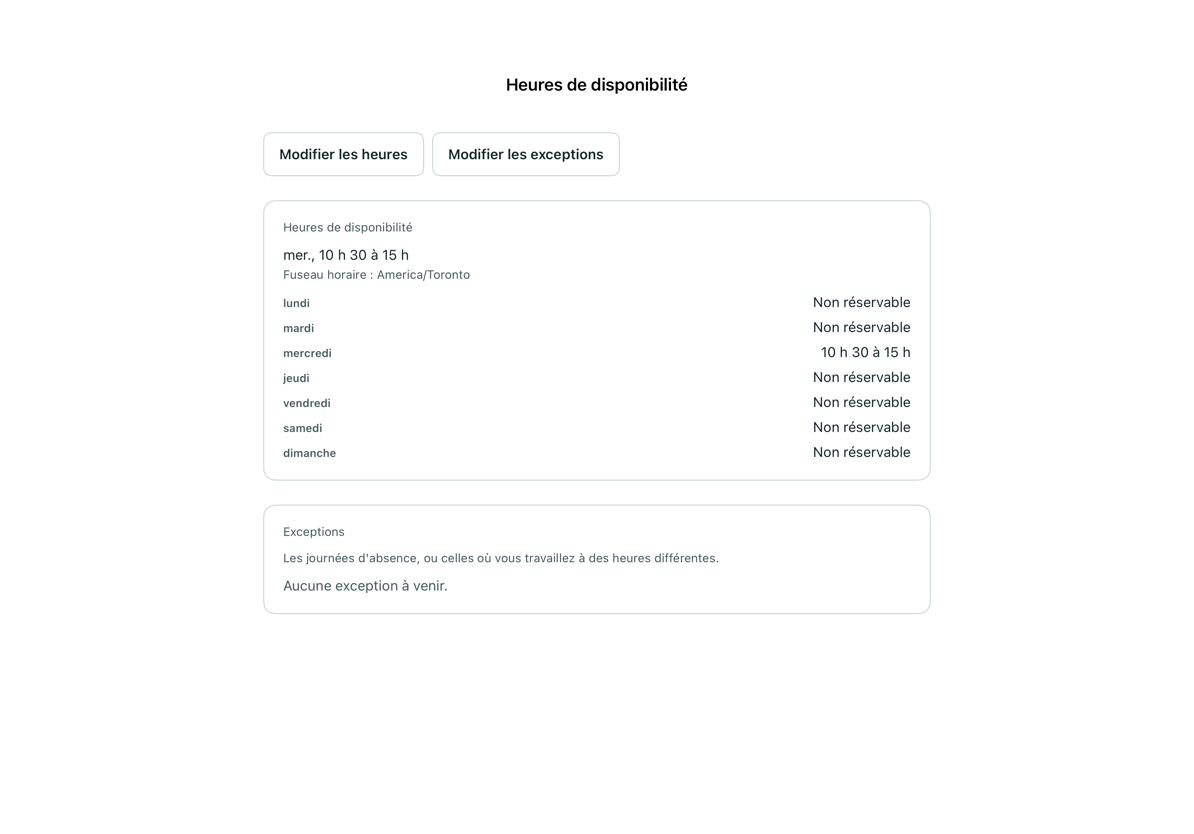 Heures de disponibilité
Modifier les heures Modifier les exceptions
Heures de disponibilité
mer., 10 h 30 à 15 h
Fuseau horaire : America/Toronto
lundi Non réservable
mardi Non réservable
mercredi 10 h 30 à 15 h
jeudi Non réservable
vendredi Non réservable
samedi Non réservable
dimanche Non réservable
Exceptions
Les journées d'absence, ou celles où vous travaillez à des heures différentes.
Aucune exception à venir.